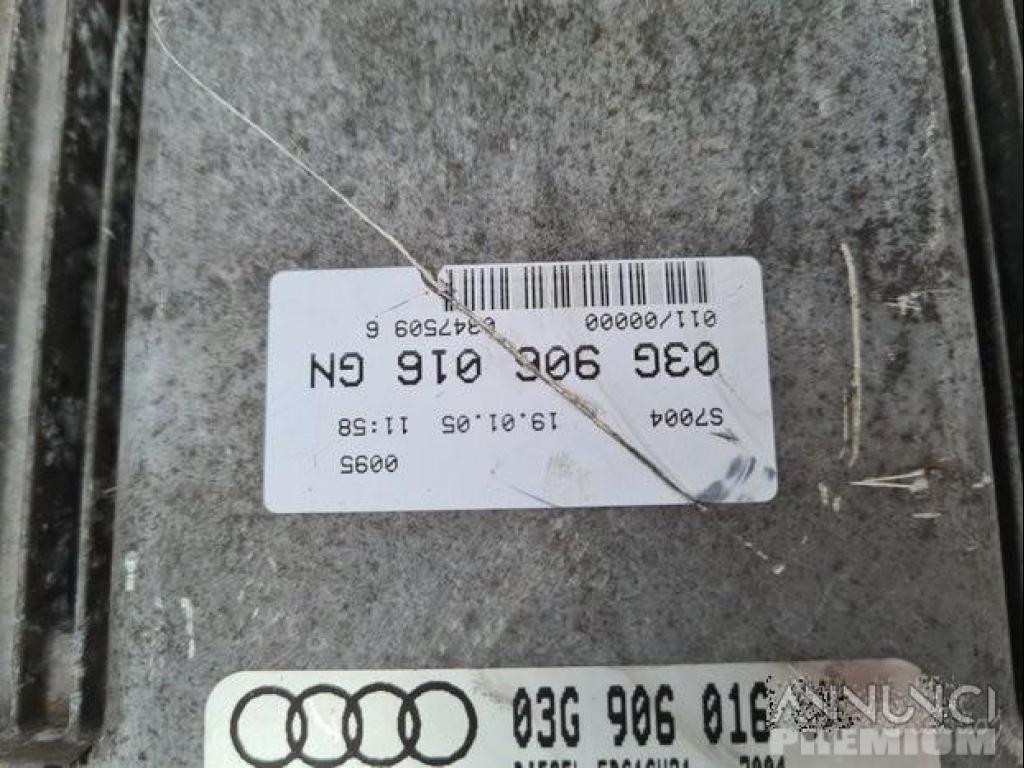 011/00000 0347509 6
03G 906 016 GN
S7004 19.01.05 11:58
0095
03G 906 016
ANNUNCI
PREMIUM